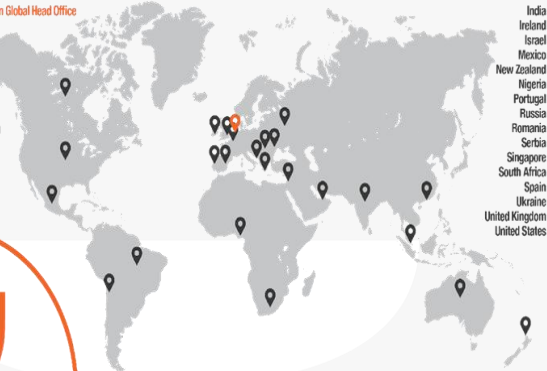 n Global Head Office
India
Ireland
Israel
Mexico
New Zealand
Nigeria
Portugal
Russia
Romania
Serbia
Singapore
South Africa
Spain
Ukraine
United Kingdom
United States